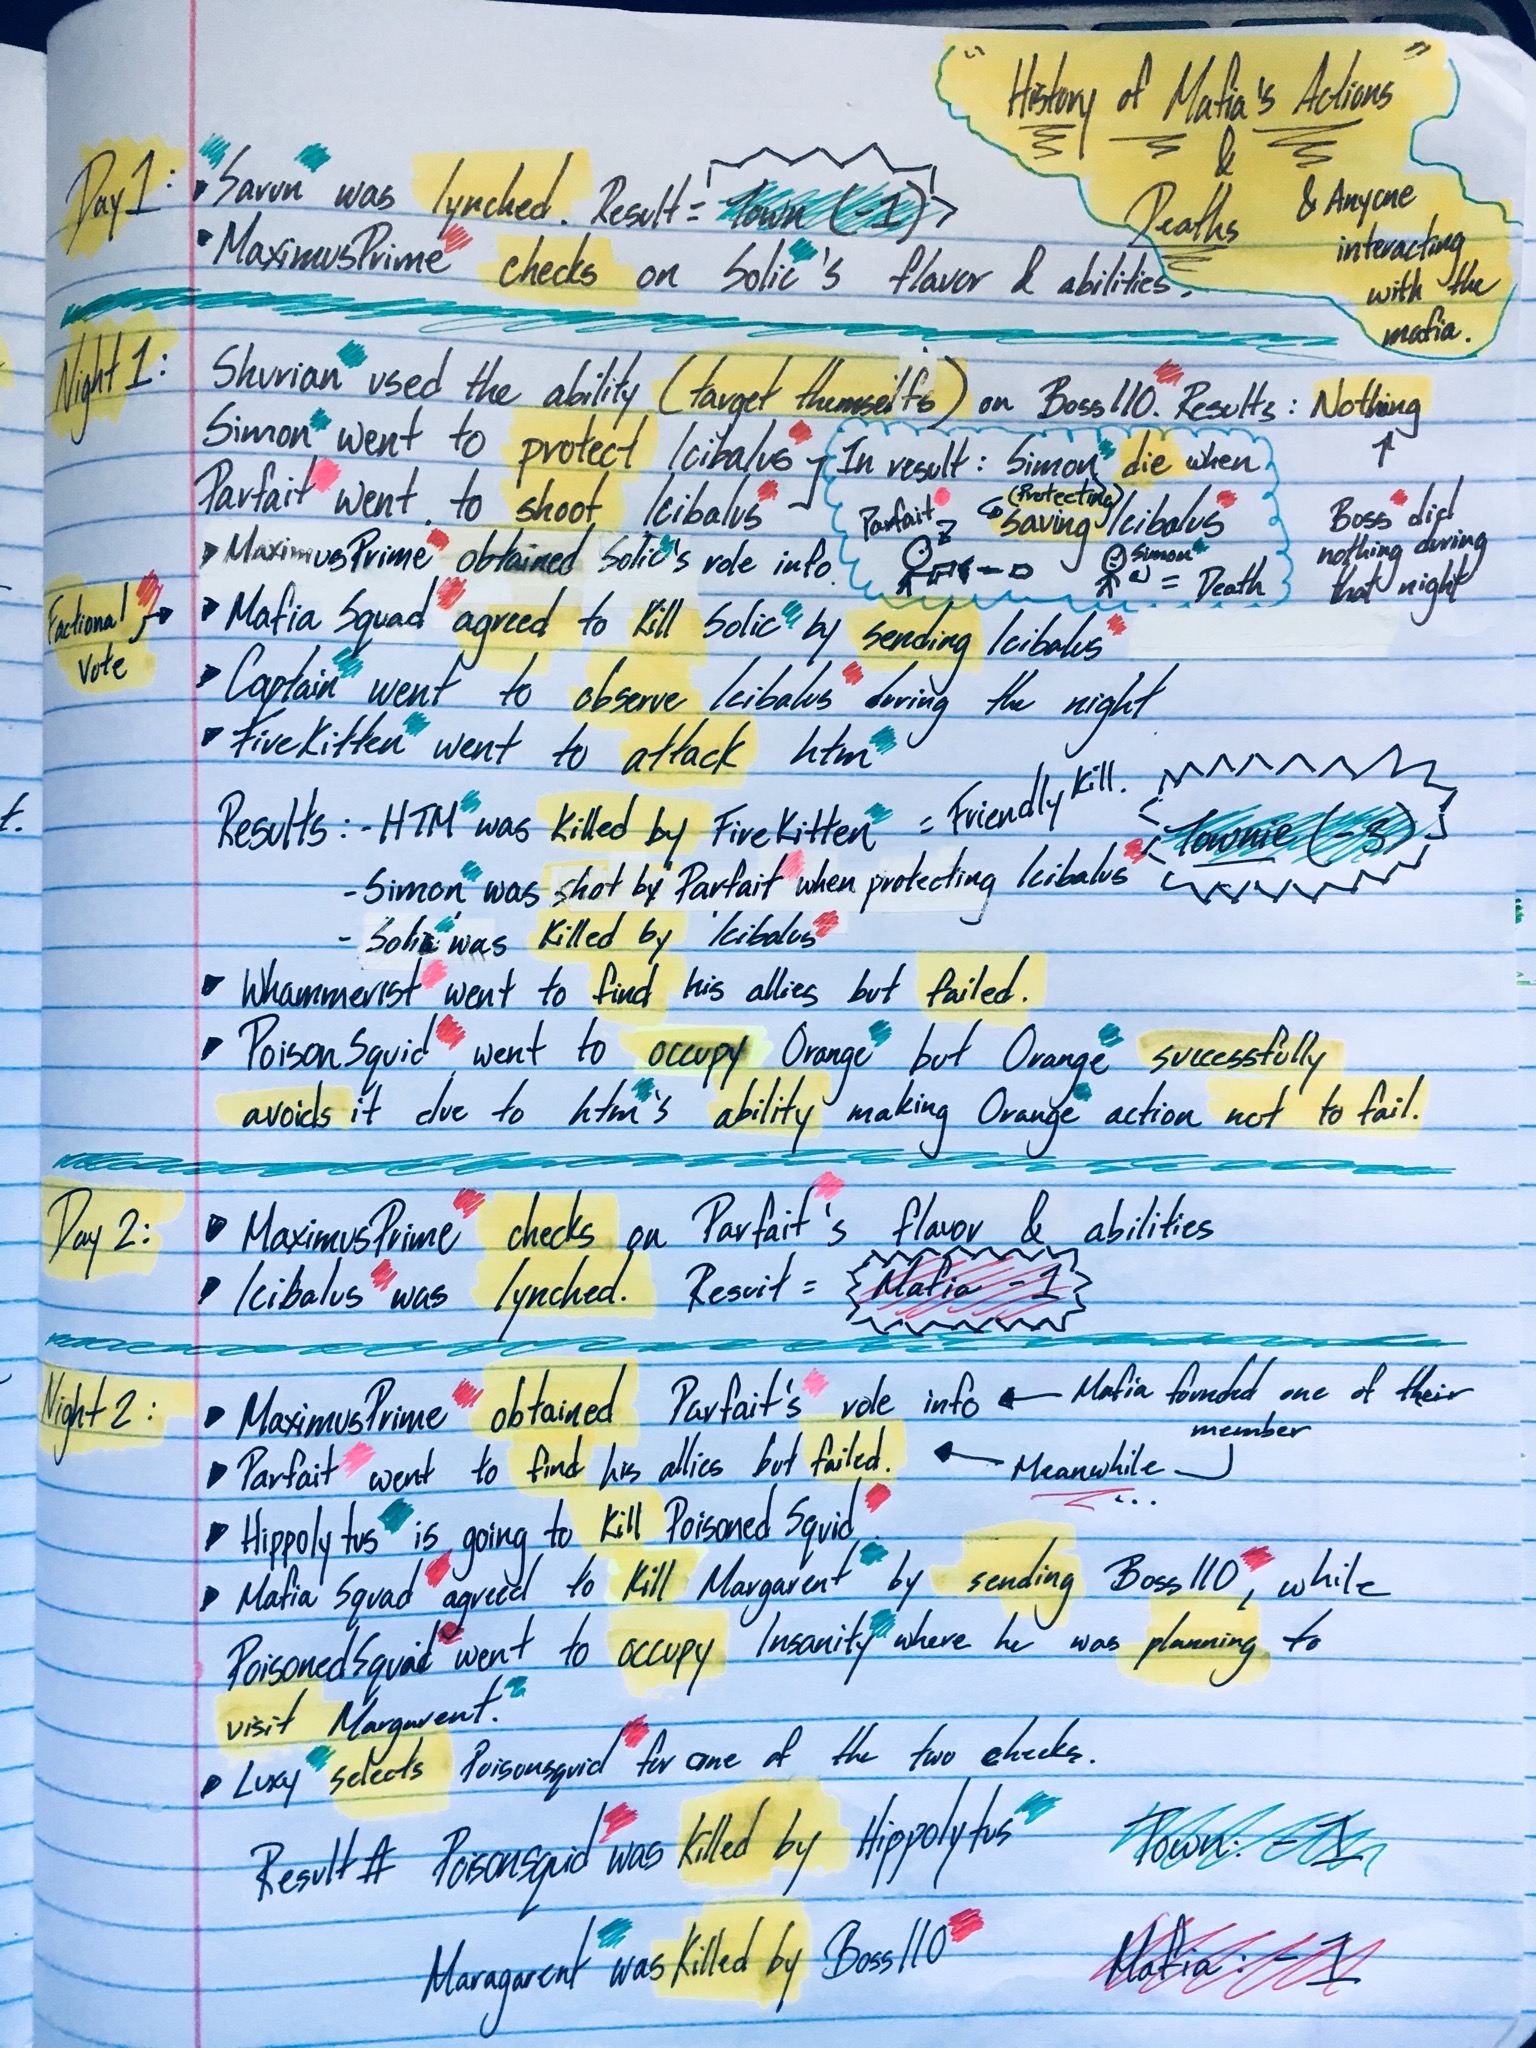 "History of Mafia's Actions"
&
Deaths
& Anyone
interacting
with the
mafia.
Day 1: • Savun was lynched. Result = Town (-1)
• MaximusPrime checks on Solic's flavor & abilities.
Night 1: Shurian used the ability (target themselfs) on Boss110. Results: Nothing
↑
Boss did
nothing during
that night
Simon went to protect Icibalus
Parfait went to shoot Icibalus
In result: Simon die when
(Protecting)
saving Icibalus
Parfait
Simon
= Death
• MaximusPrime obtained Solic's role info.
Factional
vote
• Mafia Squad agreed to kill Solic by sending Icibalus
• Captain went to observe Icibalus during the night
• FireKitten went to attack htm
Results: - HTM was killed by FireKitten = Friendly Kill.
Townie (-3)
- Simon was shot by Parfait when protecting Icibalus
- Solic was killed by Icibalus
• Whammerist went to find his allies but failed.
• PoisonSquid went to occupy Orange but Orange successfully
avoids it due to htm's ability making Orange action not to fail.
Day 2: • MaximusPrime checks on Parfait's flavor & abilities
• Icibalus was lynched. Result = Mafia -1
Night 2: • MaximusPrime obtained Parfait's role info ← Mafia founded one of their
member
• Parfait went to find his allies but failed. ← Meanwhile
...
• Hippolytus is going to kill Poisoned Squid.
• Mafia Squad agreed to kill Margarent by sending Boss110, while
PoisonedSquid went to occupy Insanity where he was planning to
visit Margarent.
• Luxy selects Poisonsquid for one of the two checks.
Result # Poisonsquid was killed by Hippolytus Town: -1
Maragarent was killed by Boss110 Mafia: -1